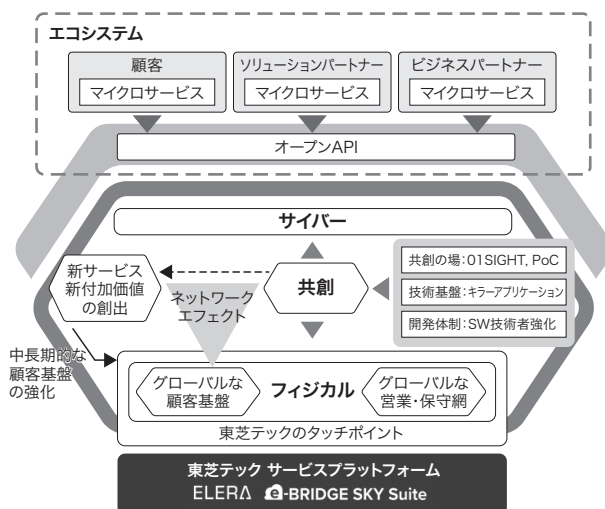 エコシステム
顧客
マイクロサービス
ソリューションパートナー
マイクロサービス
ビジネスパートナー
マイクロサービス
オープンAPI
サイバー
新サービス
新付加価値
の創出
ネットワーク
エフェクト
共創
共創の場:01SIGHT, PoC
技術基盤:キラーアプリケーション
開発体制:SW技術者強化
中長期的な
顧客基盤
の強化
グローバルな
顧客基盤
フィジカル
グローバルな
営業・保守網
東芝テックのタッチポイント
東芝テック サービスプラットフォーム
ELERA e-BRIDGE SKY Suite